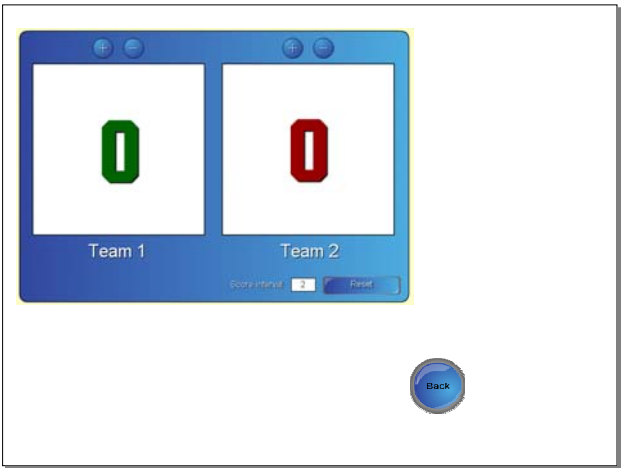 + − + −
0 0
Team 1 Team 2
Score interval 2 Reset
Back